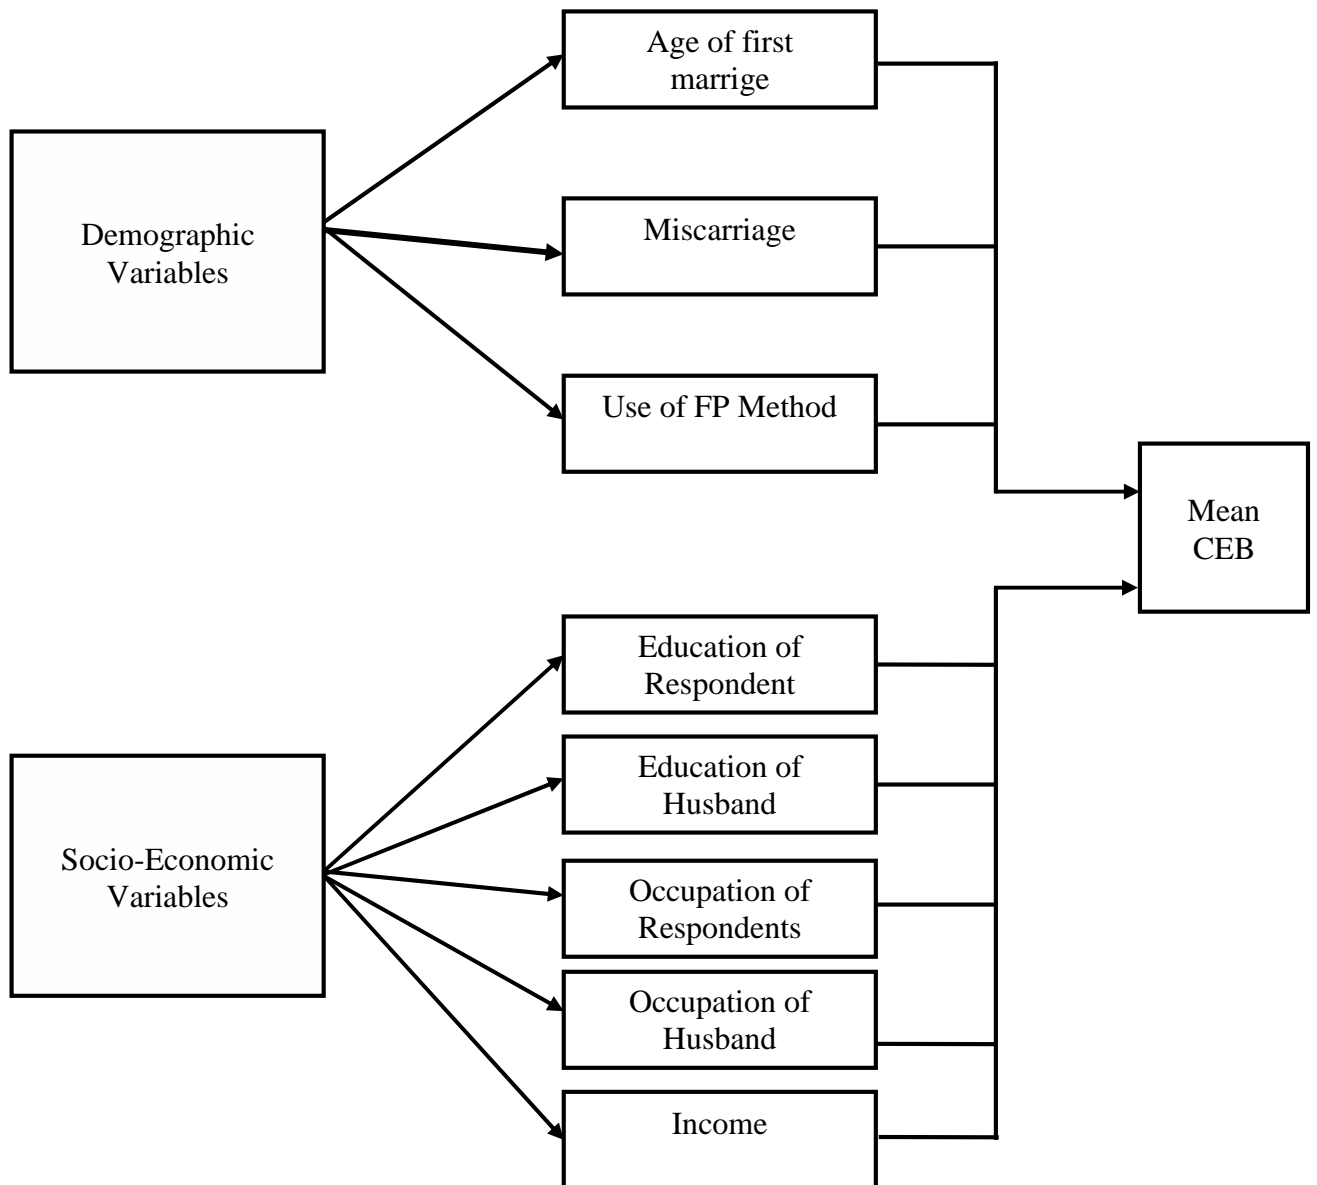 Age of first
marrige
Demographic
Variables
Miscarriage
Use of FP Method
Mean
CEB
Education of
Respondent
Education of
Husband
Socio-Economic
Variables
Occupation of
Respondents
Occupation of
Husband
Income